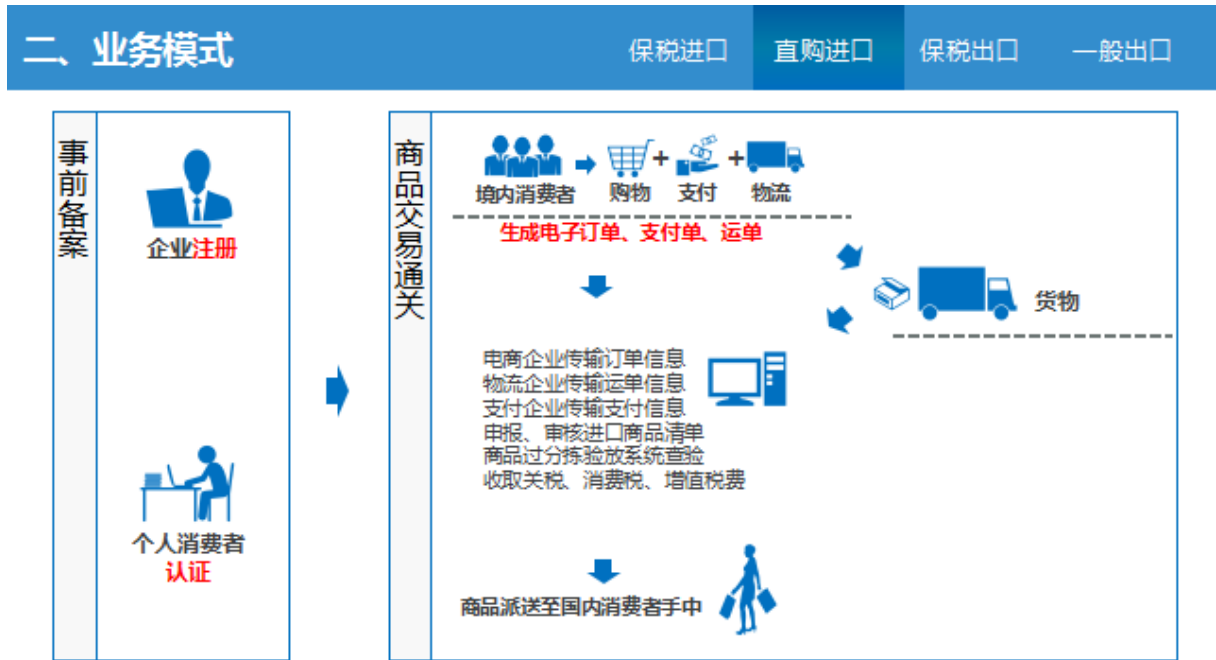 二、业务模式
保税进口
直购进口
保税出口
一般出口
事前备案
企业注册
个人消费者
认证
商品交易通关
境内消费者
购物
+
支付
+
物流
生成电子订单、支付单、运单
货物
电商企业传输订单信息
物流企业传输运单信息
支付企业传输支付信息
申报、审核进口商品清单
商品过分拣验放系统查验
收取关税、消费税、增值税费
商品派送至国内消费者手中